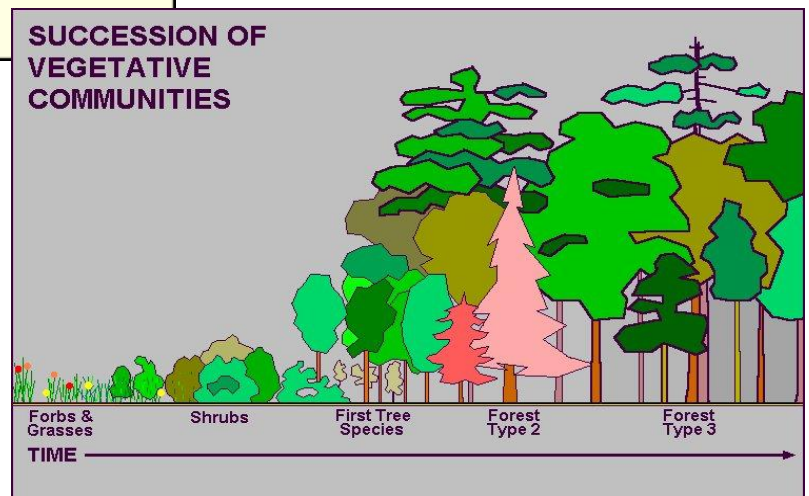 SUCCESSION OF
VEGETATIVE
COMMUNITIES
Forbs &
Grasses
Shrubs
First Tree
Species
Forest
Type 2
Forest
Type 3
TIME